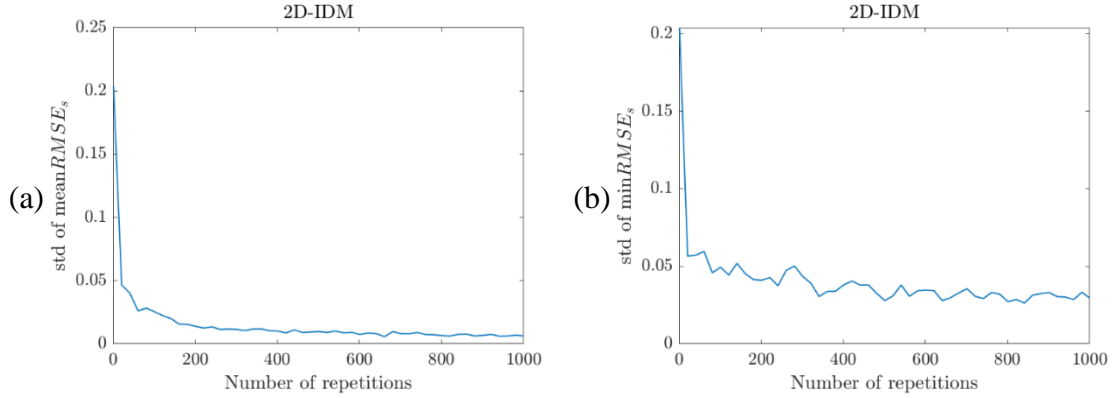 (a)
2D-IDM
0.25
0.2
0.15
0.1
0.05
0
std of meanRMSE_s
0 200 400 600 800 1000
Number of repetitions
(b)
2D-IDM
0.2
0.15
0.1
0.05
0
std of minRMSE_s
0 200 400 600 800 1000
Number of repetitions